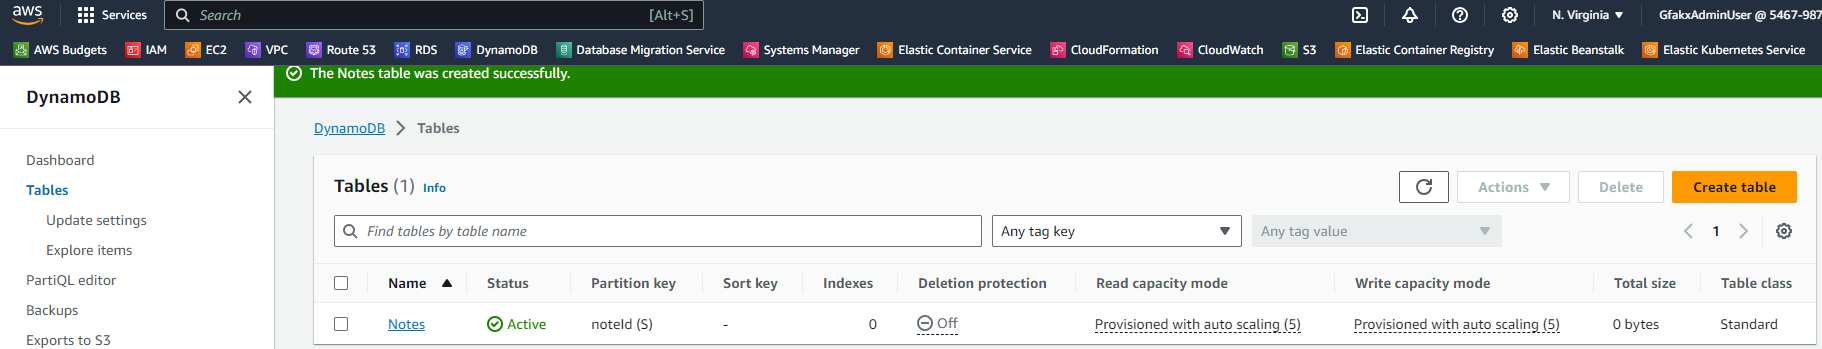 aws Services Search [Alt+S] N. Virginia GfakxAdminUser @ 5467-987
AWS Budgets IAM EC2 VPC Route 53 RDS DynamoDB Database Migration Service Systems Manager Elastic Container Service CloudFormation CloudWatch S3 Elastic Container Registry Elastic Beanstalk Elastic Kubernetes Service
The Notes table was created successfully.
DynamoDB
Dashboard
Tables
Update settings
Explore items
PartiQL editor
Backups
Exports to S3
DynamoDB Tables
Tables (1) Info Actions Delete Create table
Find tables by table name Any tag key Any tag value 1
Name Status Partition key Sort key Indexes Deletion protection Read capacity mode Write capacity mode Total size Table class
Notes Active noteId (S) - 0 Off Provisioned with auto scaling (5) Provisioned with auto scaling (5) 0 bytes Standard